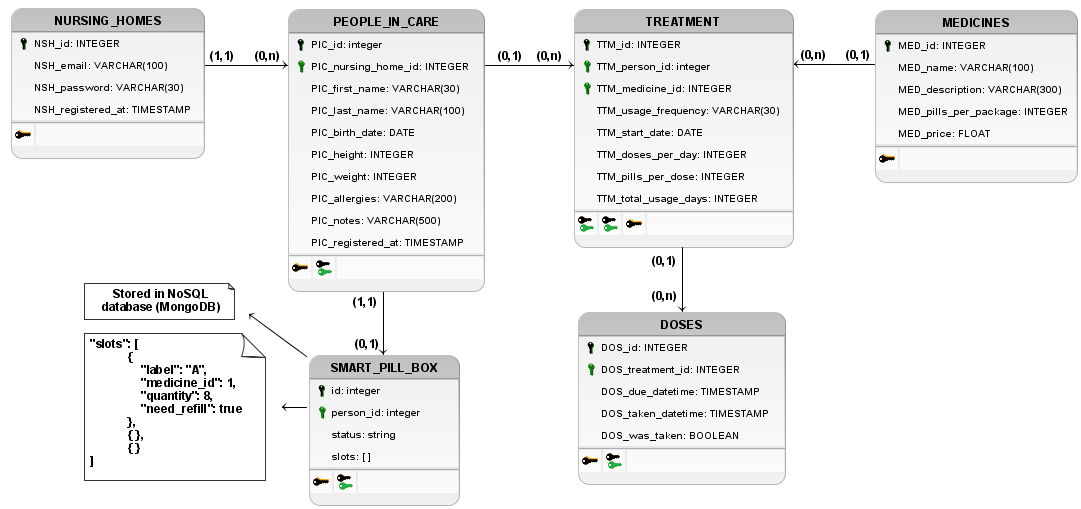 NURSING_HOMES
NSH_id: INTEGER
NSH_email: VARCHAR(100)
NSH_password: VARCHAR(30)
NSH_registered_at: TIMESTAMP
(1,1)
(0,n)
PEOPLE_IN_CARE
PIC_id: integer
PIC_nursing_home_id: INTEGER
PIC_first_name: VARCHAR(30)
PIC_last_name: VARCHAR(100)
PIC_birth_date: DATE
PIC_height: INTEGER
PIC_weight: INTEGER
PIC_allergies: VARCHAR(200)
PIC_notes: VARCHAR(500)
PIC_registered_at: TIMESTAMP
(0,1)
(0,n)
TREATMENT
TTM_id: INTEGER
TTM_person_id: integer
TTM_medicine_id: INTEGER
TTM_usage_frequency: VARCHAR(30)
TTM_start_date: DATE
TTM_doses_per_day: INTEGER
TTM_pills_per_dose: INTEGER
TTM_total_usage_days: INTEGER
(0,n)
(0,1)
MEDICINES
MED_id: INTEGER
MED_name: VARCHAR(100)
MED_description: VARCHAR(300)
MED_pills_per_package: INTEGER
MED_price: FLOAT
(1,1)
(0,1)
(0,1)
(0,n)
Stored in NoSQL
database (MongoDB)
"slots": [
{
"label": "A",
"medicine_id": 1,
"quantity": 8,
"need_refill": true
},
{},
{}
]
SMART_PILL_BOX
id: integer
person_id: integer
status: string
slots: [ ]
DOSES
DOS_id: INTEGER
DOS_treatment_id: INTEGER
DOS_due_datetime: TIMESTAMP
DOS_taken_datetime: TIMESTAMP
DOS_was_taken: BOOLEAN